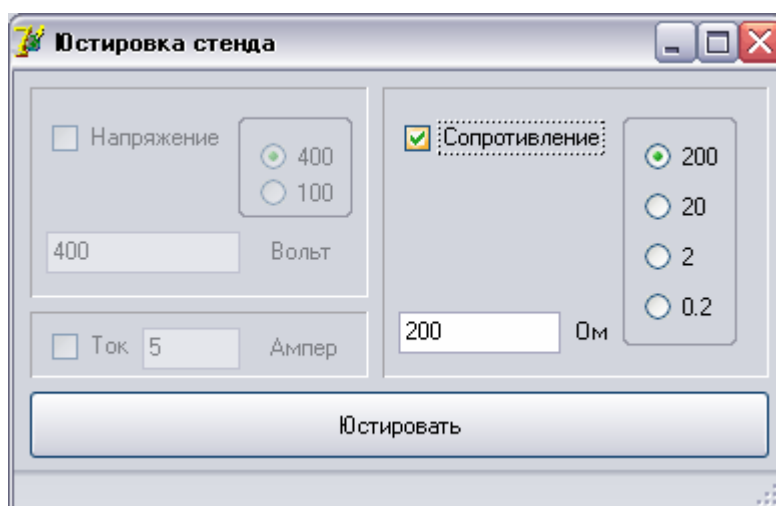 Юстировка стенда
Напряжение
400
100
400 Вольт
Ток 5 Ампер
Сопротивление
200
20
2
0.2
200 Ом
Юстировать